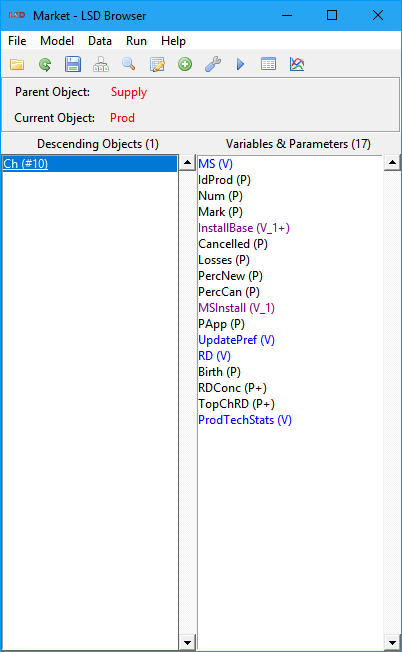 LSD Market - LSD Browser
File Model Data Run Help
Parent Object: Supply
Current Object: Prod
Descending Objects (1) Variables & Parameters (17)
Ch (#10)
MS (V)
IdProd (P)
Num (P)
Mark (P)
InstallBase (V_1+)
Cancelled (P)
Losses (P)
PercNew (P)
PercCan (P)
MSInstall (V_1)
PApp (P)
UpdatePref (V)
RD (V)
Birth (P)
RDConc (P+)
TopChRD (P+)
ProdTechStats (V)